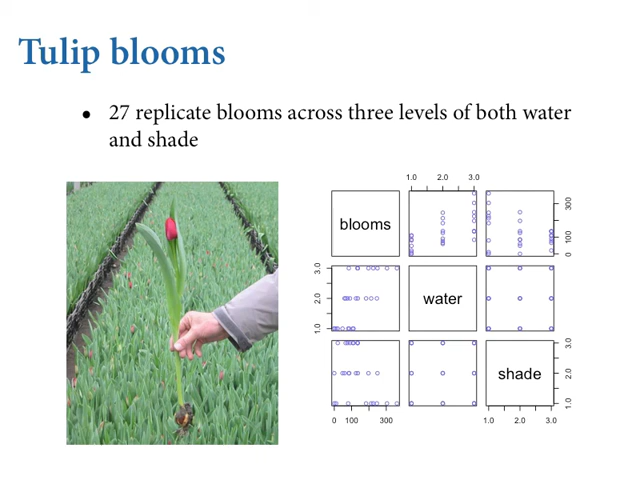 Tulip blooms
• 27 replicate blooms across three levels of both water
and shade
1.0 2.0 3.0
blooms
0 100 300
1.0 2.0 3.0
water
shade
1.0 2.0 3.0
0 100 300
1.0 2.0 3.0